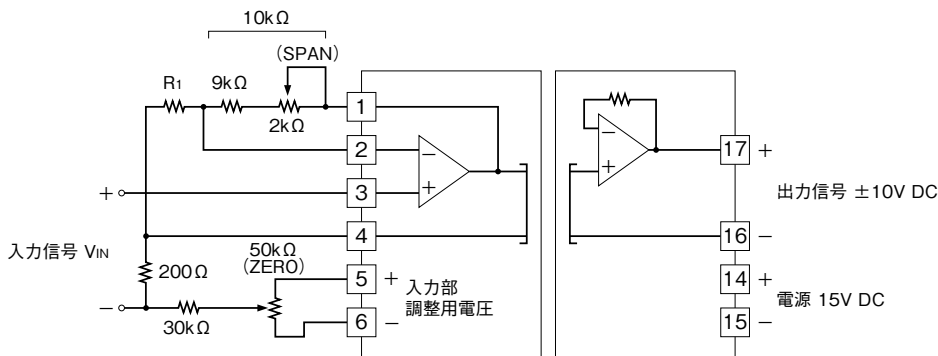 10kΩ
(SPAN)
R1
9kΩ
2kΩ
1
2
3
4
5
6
−
+
+
入力信号 VIN
−
200Ω
30kΩ
50kΩ
(ZERO)
+
−
入力部
調整用電圧
−
+
17
+
出力信号 ±10V DC
16
−
14
+
電源 15V DC
15
−